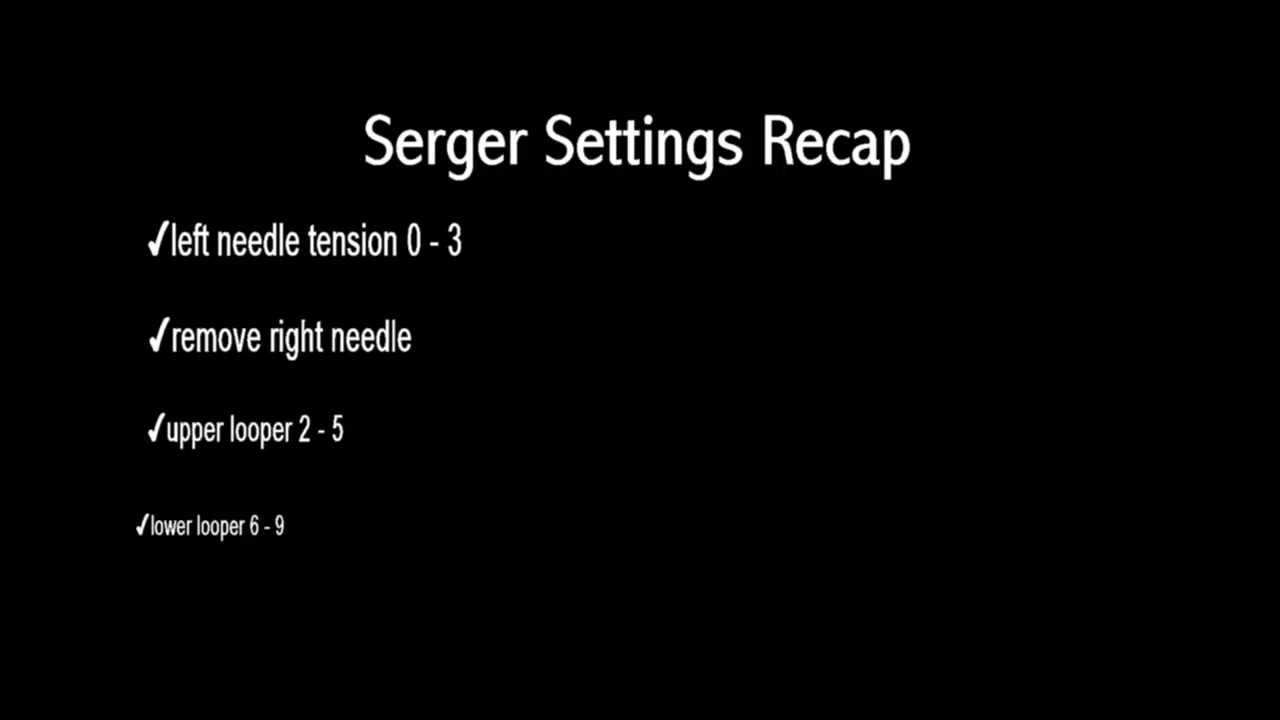 Serger Settings Recap
✓left needle tension 0 - 3
✓remove right needle
✓upper looper 2 - 5
✓lower looper 6 - 9